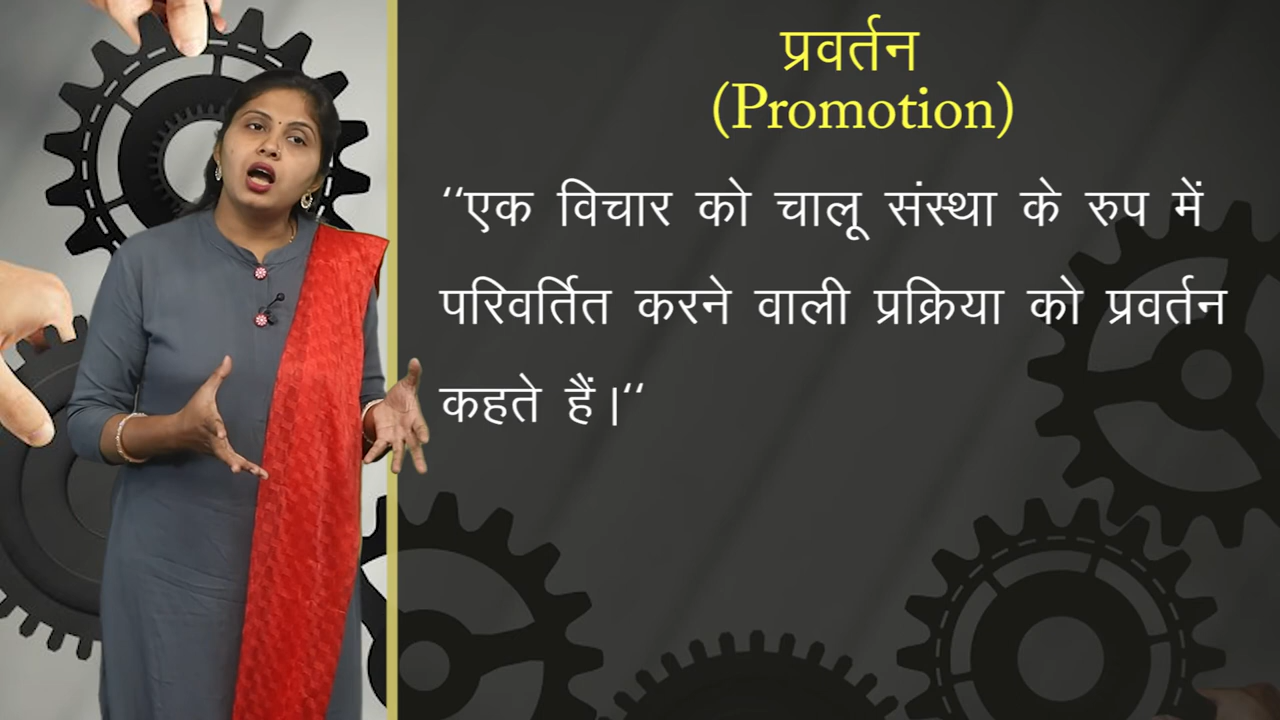 प्रवर्तन
(Promotion)
‘‘एक विचार को चालू संस्था के रुप में
परिवर्तित करने वाली प्रक्रिया को प्रवर्तन
कहते हैं।‘‘